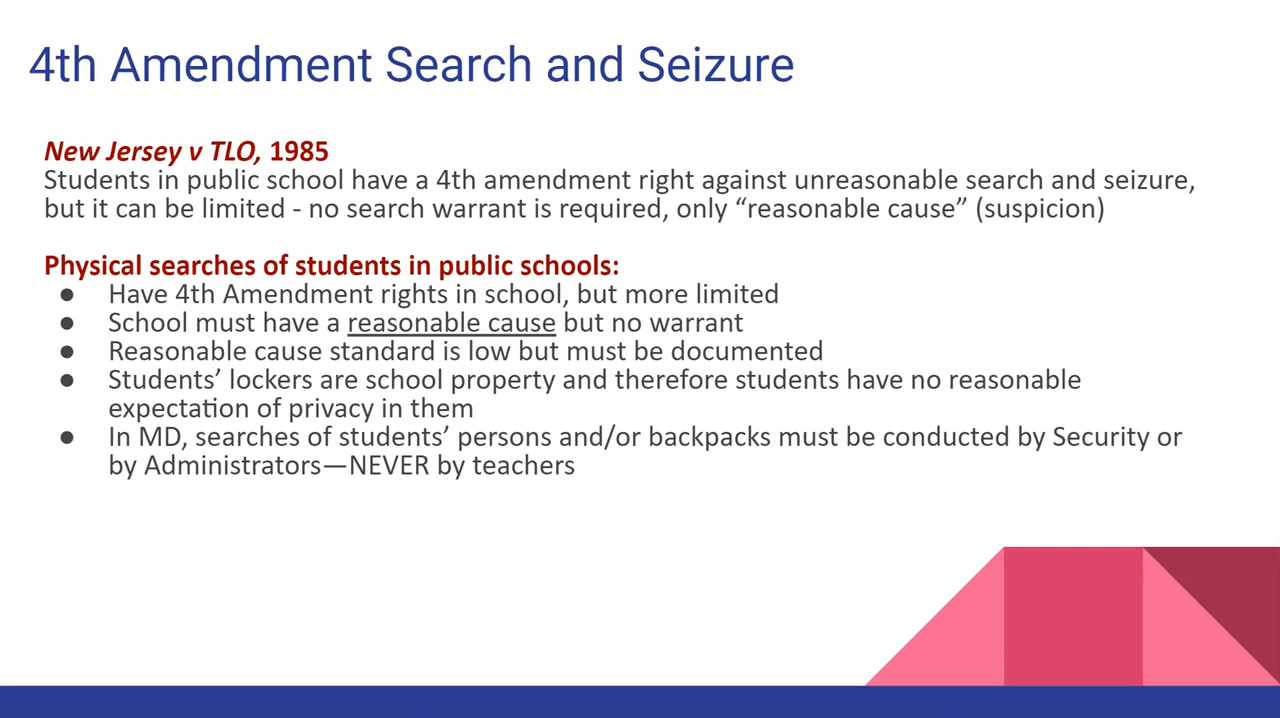 4th Amendment Search and Seizure
New Jersey v TLO, 1985
Students in public school have a 4th amendment right against unreasonable search and seizure,
but it can be limited - no search warrant is required, only “reasonable cause” (suspicion)
Physical searches of students in public schools:
● Have 4th Amendment rights in school, but more limited
● School must have a reasonable cause but no warrant
● Reasonable cause standard is low but must be documented
● Students’ lockers are school property and therefore students have no reasonable
expectation of privacy in them
● In MD, searches of students’ persons and/or backpacks must be conducted by Security or
by Administrators—NEVER by teachers